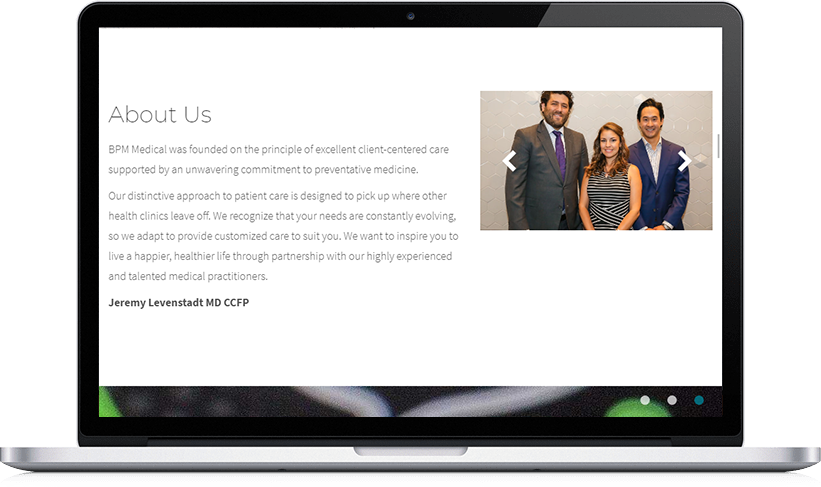 About Us
BPM Medical was founded on the principle of excellent client-centered care
supported by an unwavering commitment to preventative medicine.
Our distinctive approach to patient care is designed to pick up where other
health clinics leave off. We recognize that your needs are constantly evolving,
so we adapt to provide customized care to suit you. We want to inspire you to
live a happier, healthier life through partnership with our highly experienced
and talented medical practitioners.
Jeremy Levenstadt MD CCFP